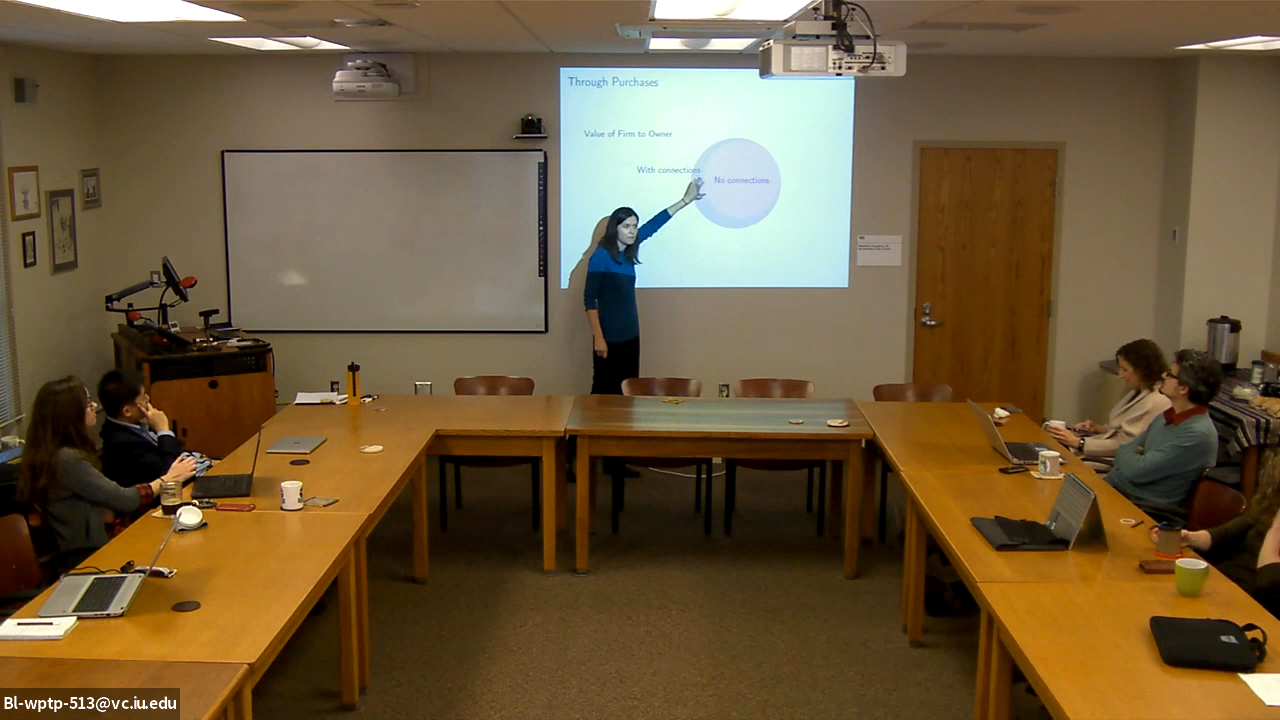 Through Purchases
Value of Firm to Owner
With connections
No connections
Bl-wptp-513@vc.iu.edu